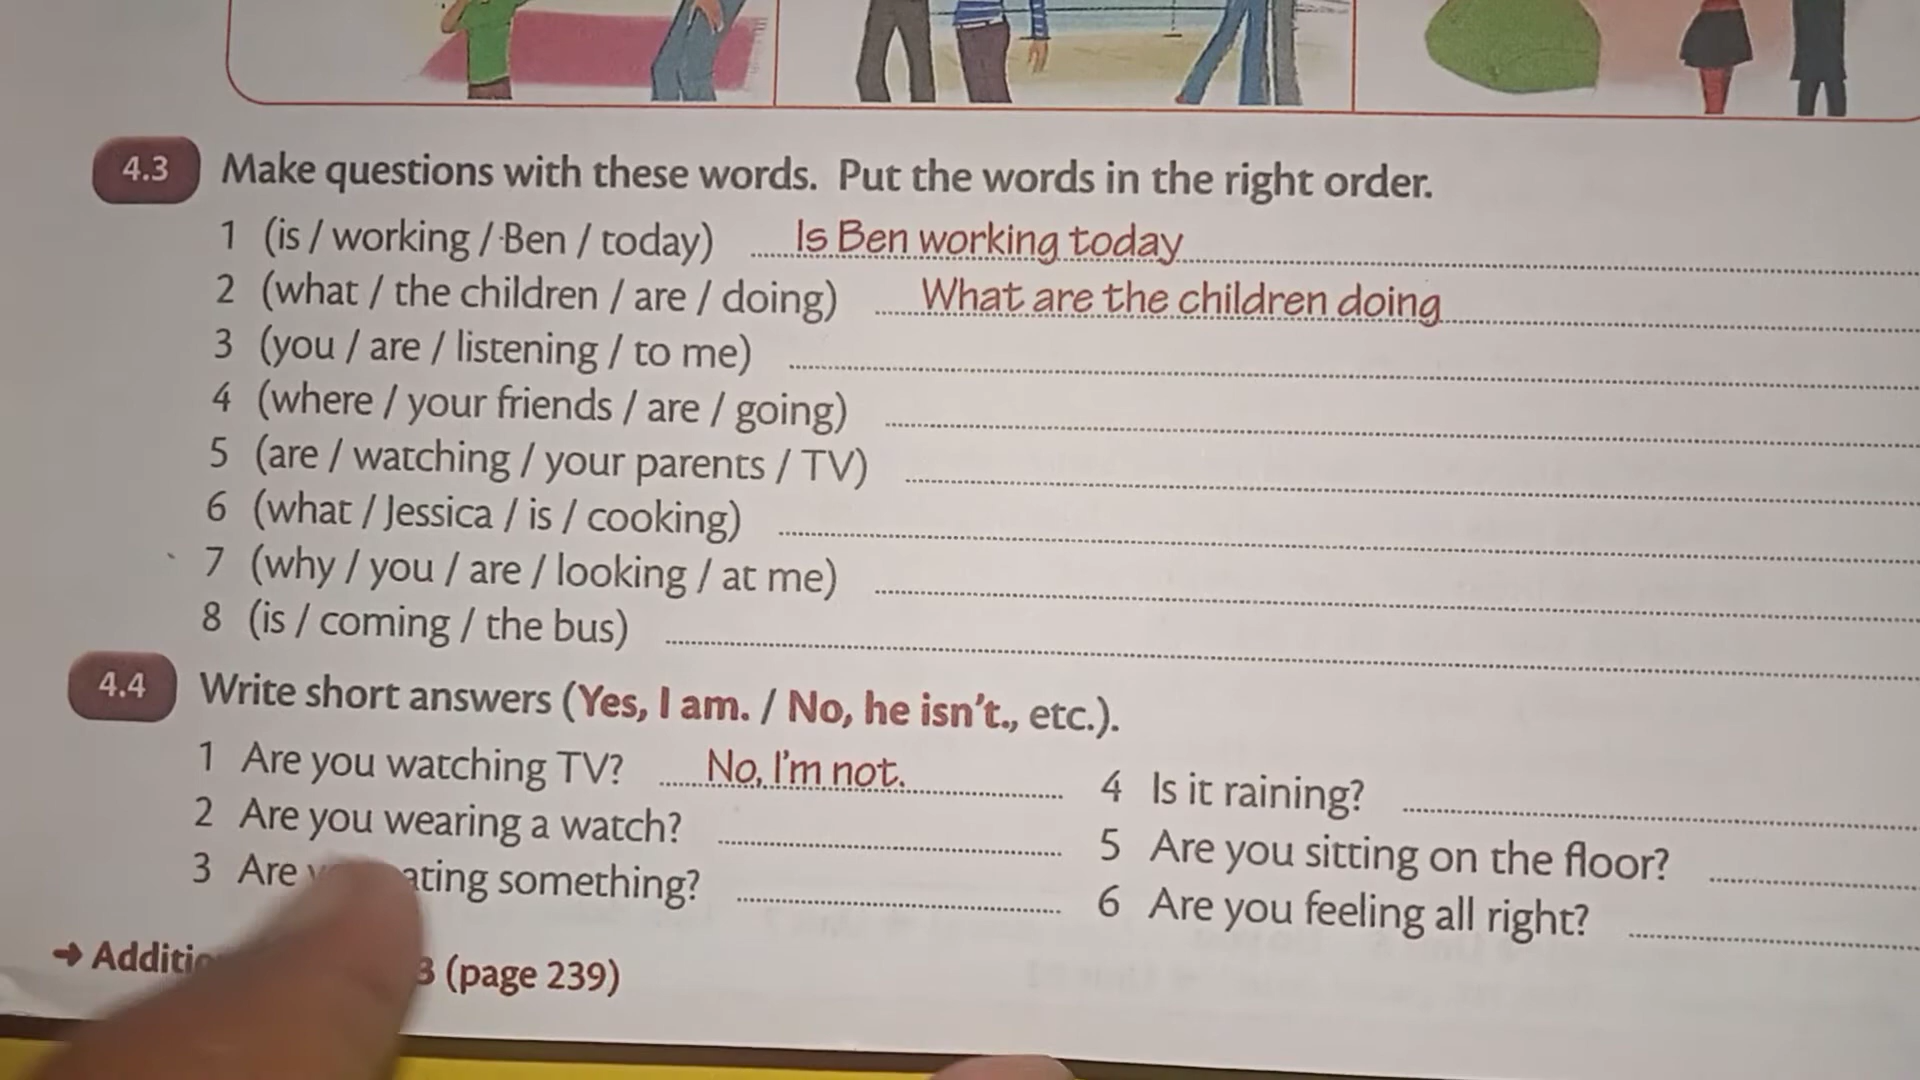 4.3 Make questions with these words. Put the words in the right order.
1 (is / working / Ben / today) Is Ben working today
2 (what / the children / are / doing) What are the children doing
3 (you / are / listening / to me)
4 (where / your friends / are / going)
5 (are / watching / your parents / TV)
6 (what / Jessica / is / cooking)
7 (why / you / are / looking / at me)
8 (is / coming / the bus)
4.4 Write short answers (Yes, I am. / No, he isn't., etc.).
1 Are you watching TV? No, I'm not.
2 Are you wearing a watch?
3 Are something?
4 Is it raining?
5 Are you sitting on the floor?
6 Are you feeling all right?
→ 3 (page 239)